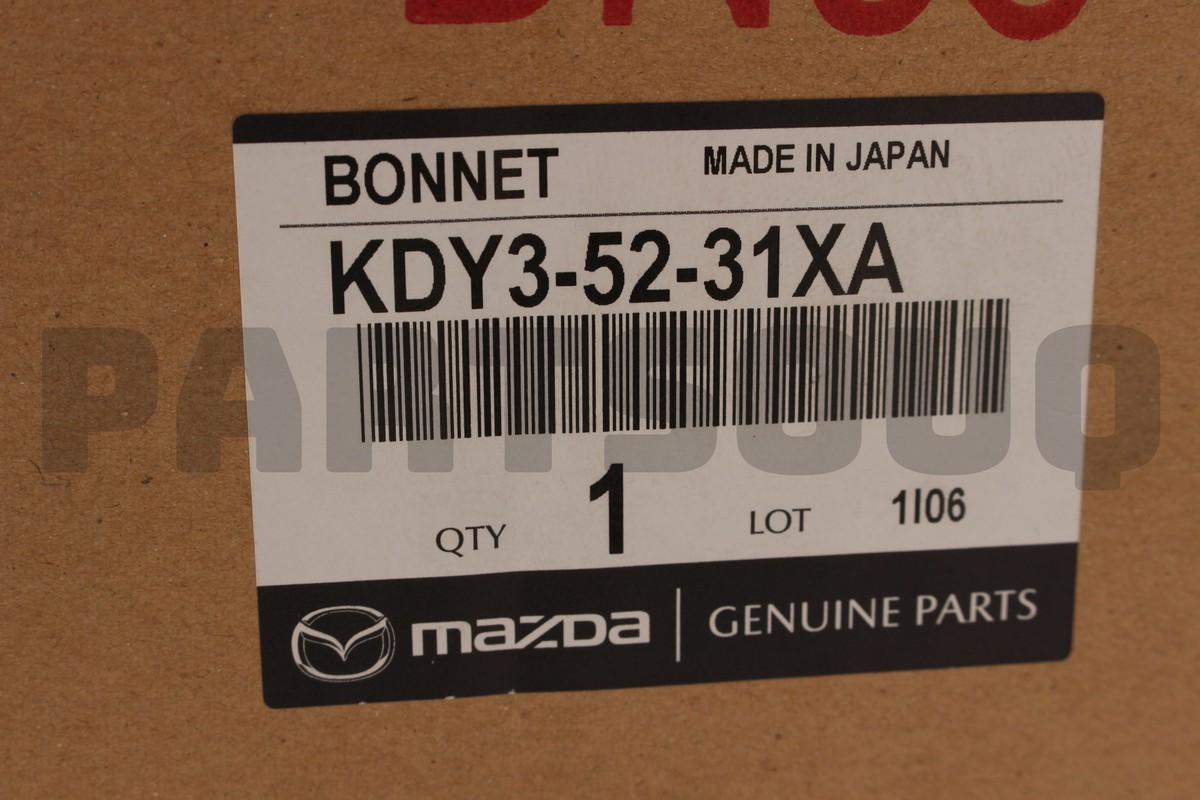 BONNET MADE IN JAPAN
KDY3-52-31XA
PARTSOUQ
QTY 1 LOT 1I06
mazda GENUINE PARTS